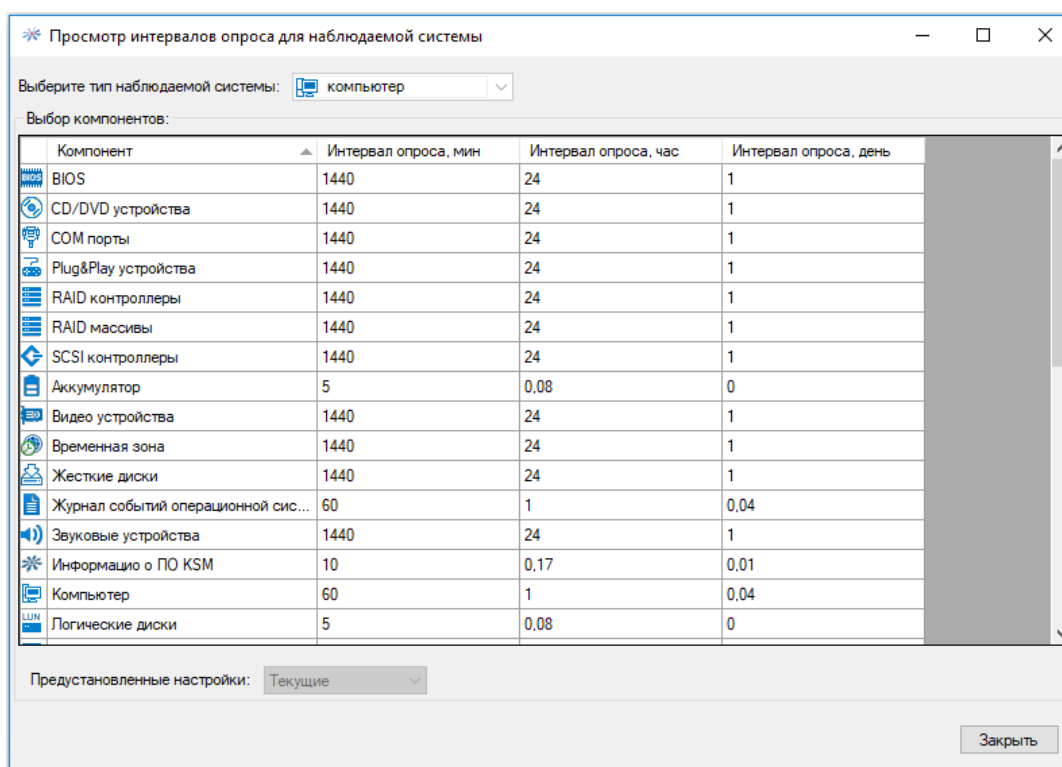 Просмотр интервалов опроса для наблюдаемой системы
Выберите тип наблюдаемой системы: компьютер
Выбор компонентов:
Компонент Интервал опроса, мин Интервал опроса, час Интервал опроса, день
BIOS BIOS 1440 24 1
CD/DVD устройства 1440 24 1
COM порты 1440 24 1
Plug&Play устройства 1440 24 1
RAID контроллеры 1440 24 1
RAID массивы 1440 24 1
SCSI контроллеры 1440 24 1
Аккумулятор 5 0,08 0
Видео устройства 1440 24 1
Временная зона 1440 24 1
Жесткие диски 1440 24 1
Журнал событий операционной сис... 60 1 0,04
Звуковые устройства 1440 24 1
Информацио о ПО KSM 10 0,17 0,01
Компьютер 60 1 0,04
LUN Логические диски 5 0,08 0
Предустановленные настройки: Текущие
Закрыть